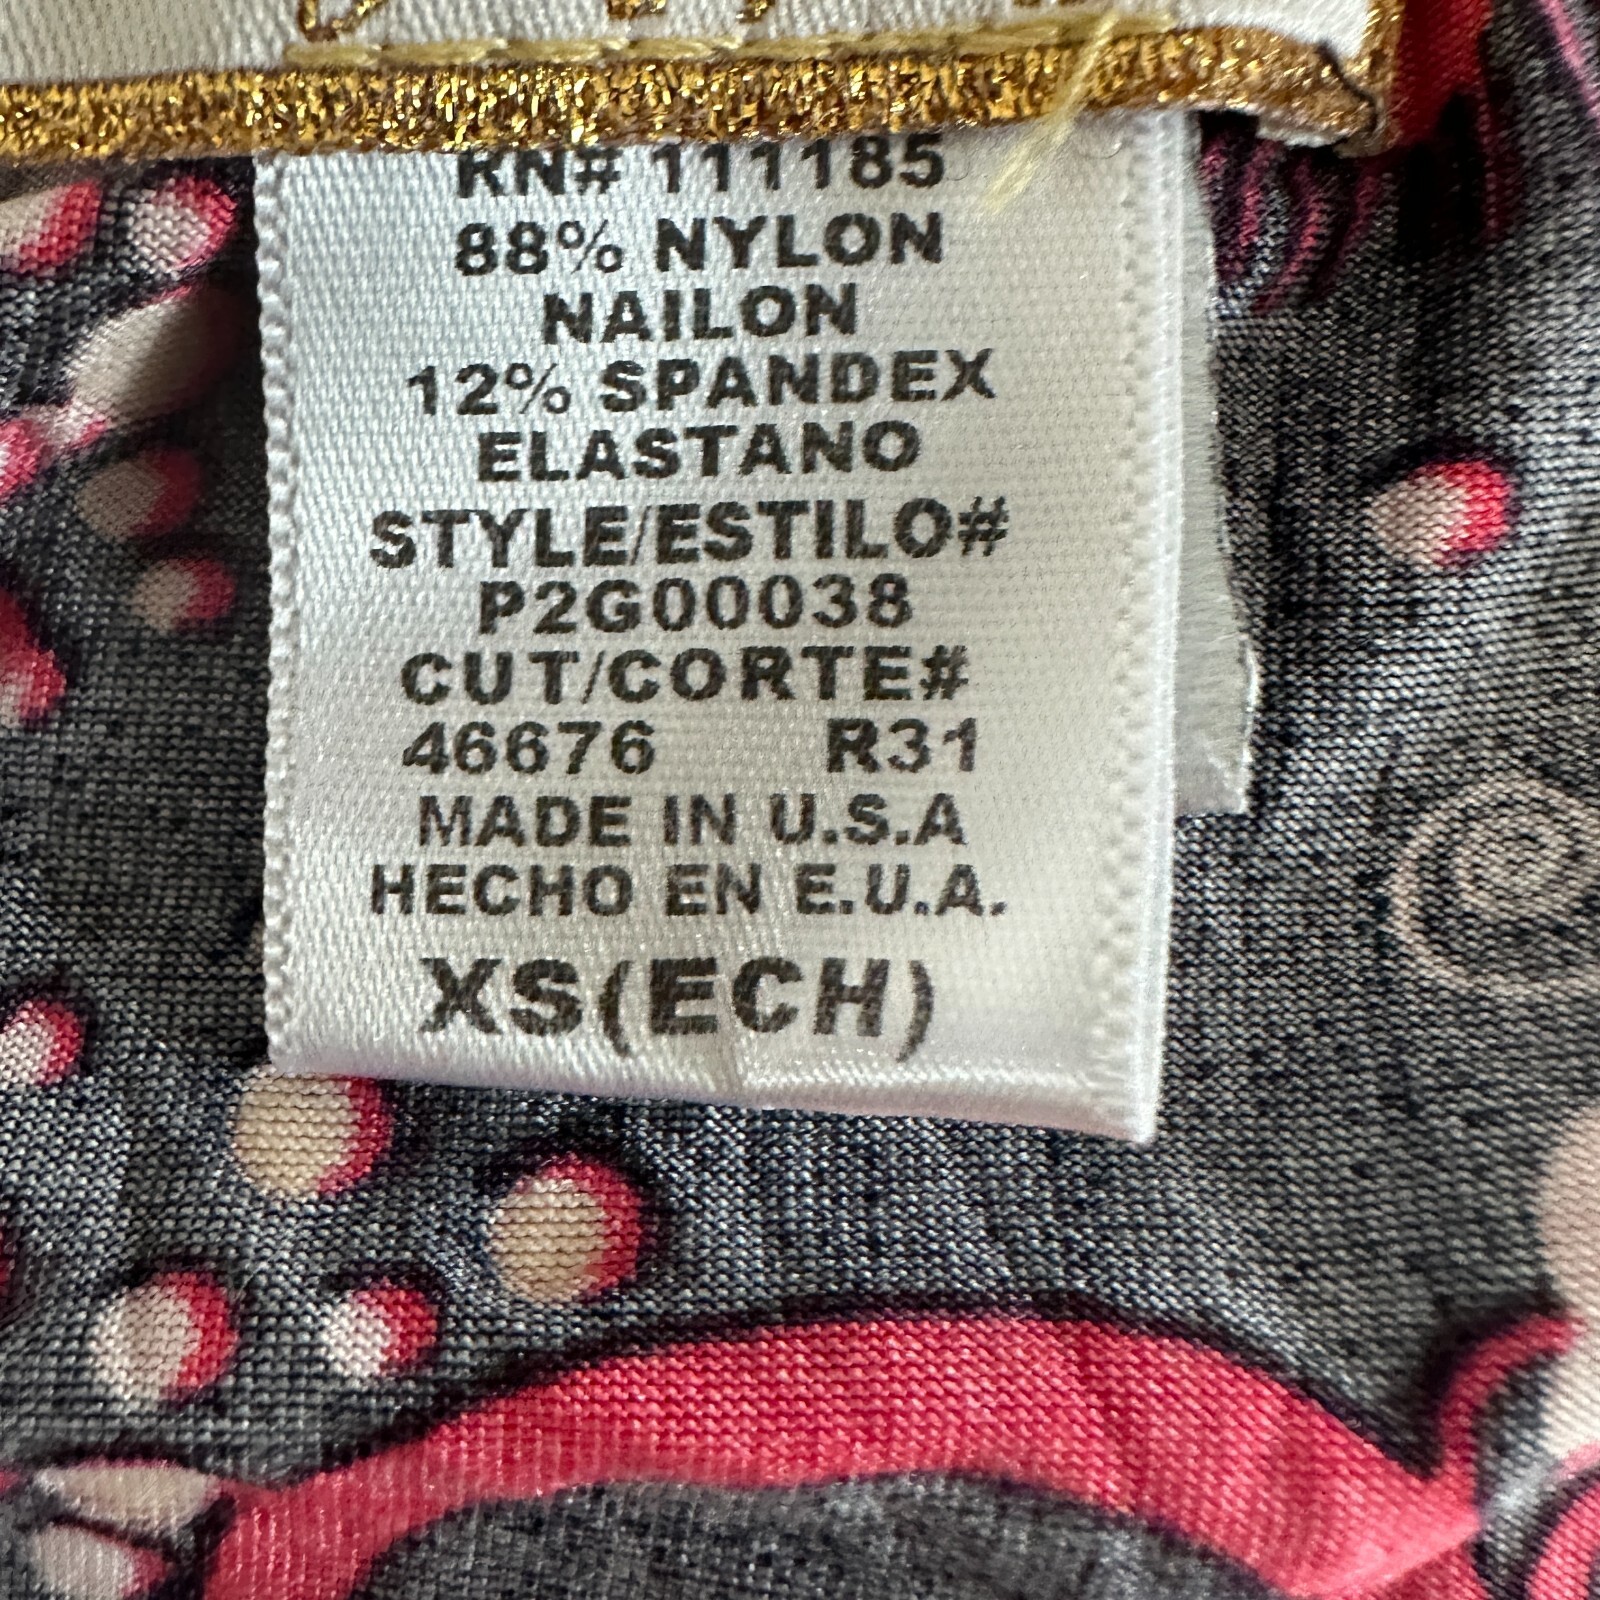 RN# 111185
88% NYLON
NAILON
12% SPANDEX
ELASTANO
STYLE/ESTILO#
P2G00038
CUT/CORTE#
46676 R31
MADE IN U.S.A
HECHO EN E.U.A.
XS(ECH)